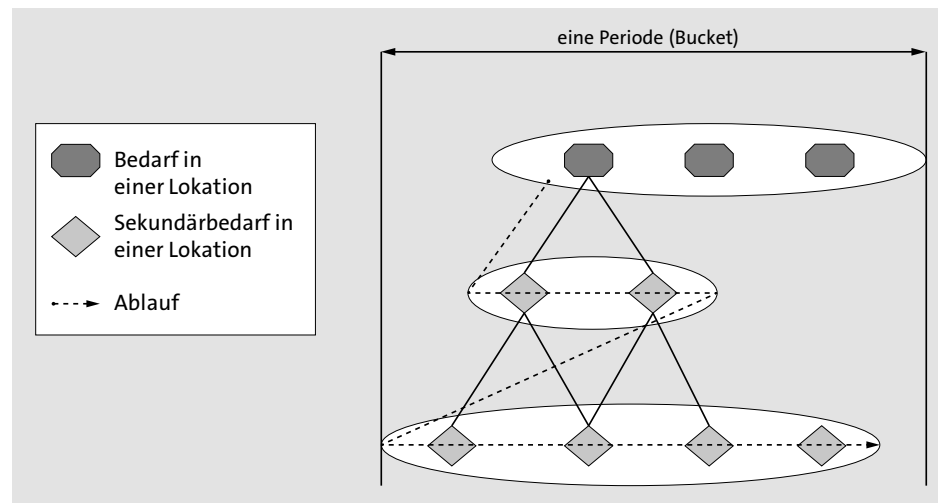 eine Periode (Bucket)
Bedarf in
einer Lokation
Sekundärbedarf in
einer Lokation
Ablauf